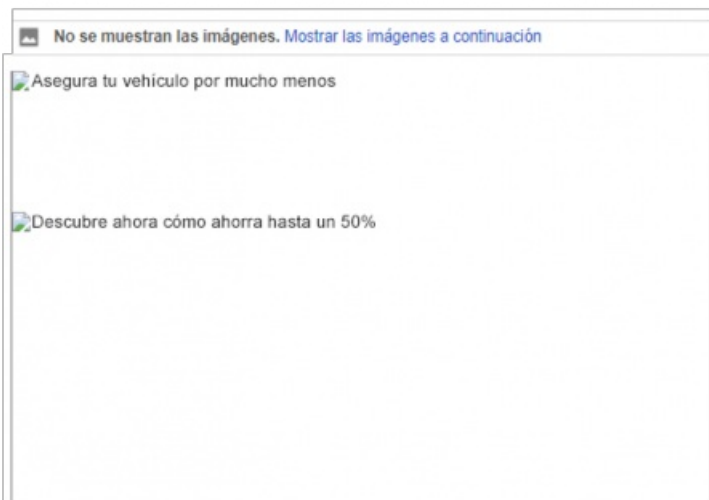 No se muestran las imágenes. Mostrar las imágenes a continuación
Asegura tu vehículo por mucho menos
Descubre ahora cómo ahorra hasta un 50%